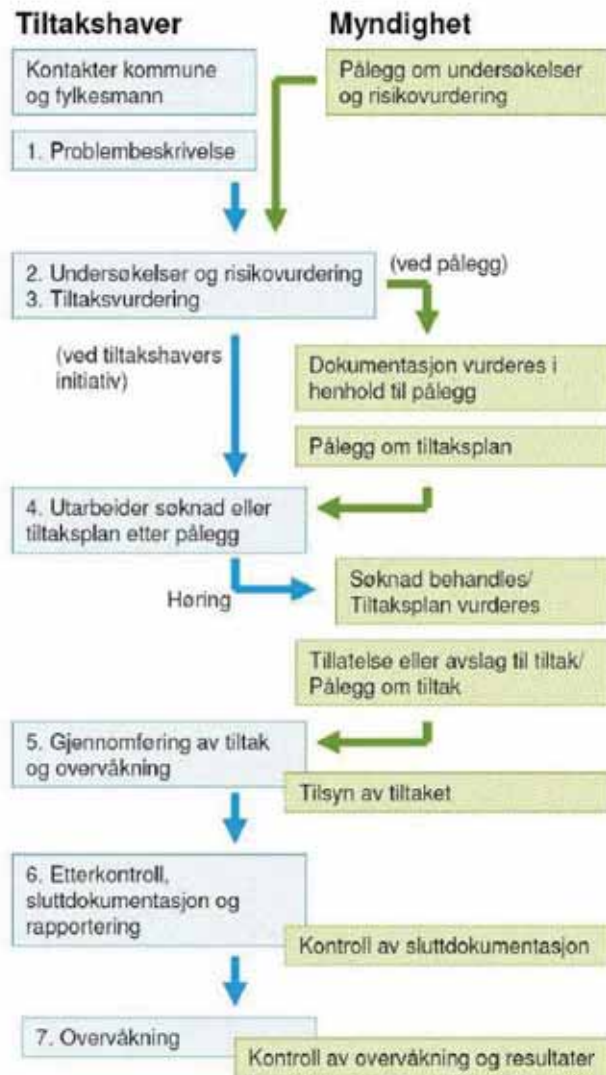 Tiltakshaver
Myndighet
Kontakter kommune
og fylkesmann
Pålegg om undersøkelser
og risikovurdering
1. Problembeskrivelse
2. Undersøkelser og risikovurdering
3. Tiltaksvurdering
(ved pålegg)
(ved tiltakshavers
initiativ)
Dokumentasjon vurderes i
henhold til pålegg
Pålegg om tiltaksplan
4. Utarbeider søknad eller
tiltaksplan etter pålegg
Høring
Søknad behandles/
Tiltaksplan vurderes
Tillatelse eller avslag til tiltak/
Pålegg om tiltak
5. Gjennomføring av tiltak
og overvåkning
Tilsyn av tiltaket
6. Etterkontroll,
sluttdokumentasjon og
rapportering
Kontroll av sluttdokumentasjon
7. Overvåkning
Kontroll av overvåkning og resultater